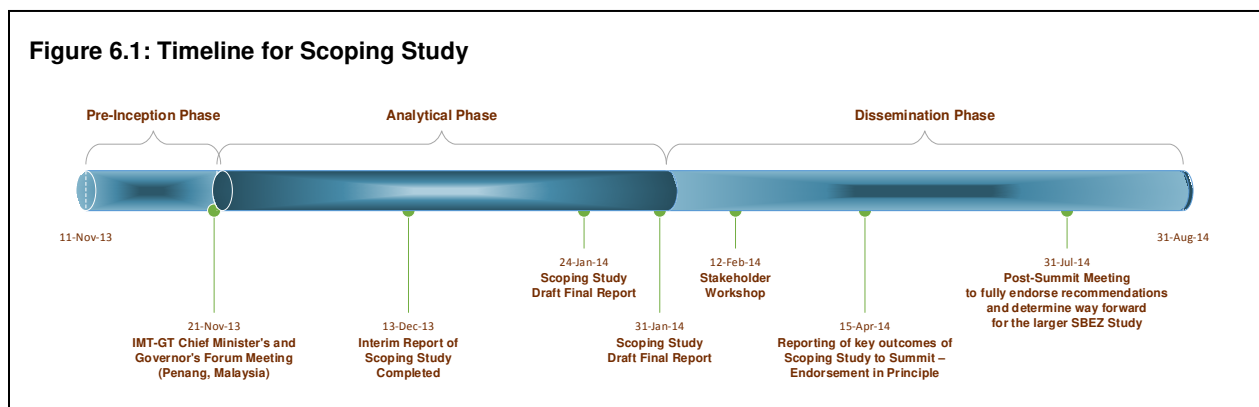 Figure 6.1: Timeline for Scoping Study
Pre-Inception Phase
Analytical Phase
Dissemination Phase
11-Nov-13
21-Nov-13
IMT-GT Chief Minister's and
Governor's Forum Meeting
(Penang, Malaysia)
13-Dec-13
Interim Report of
Scoping Study
Completed
24-Jan-14
Scoping Study
Draft Final Report
31-Jan-14
Scoping Study
Draft Final Report
12-Feb-14
Stakeholder
Workshop
15-Apr-14
Reporting of key outcomes of
Scoping Study to Summit –
Endorsement in Principle
31-Jul-14
Post-Summit Meeting
to fully endorse recommendations
and determine way forward
for the larger SBEZ Study
31-Aug-14